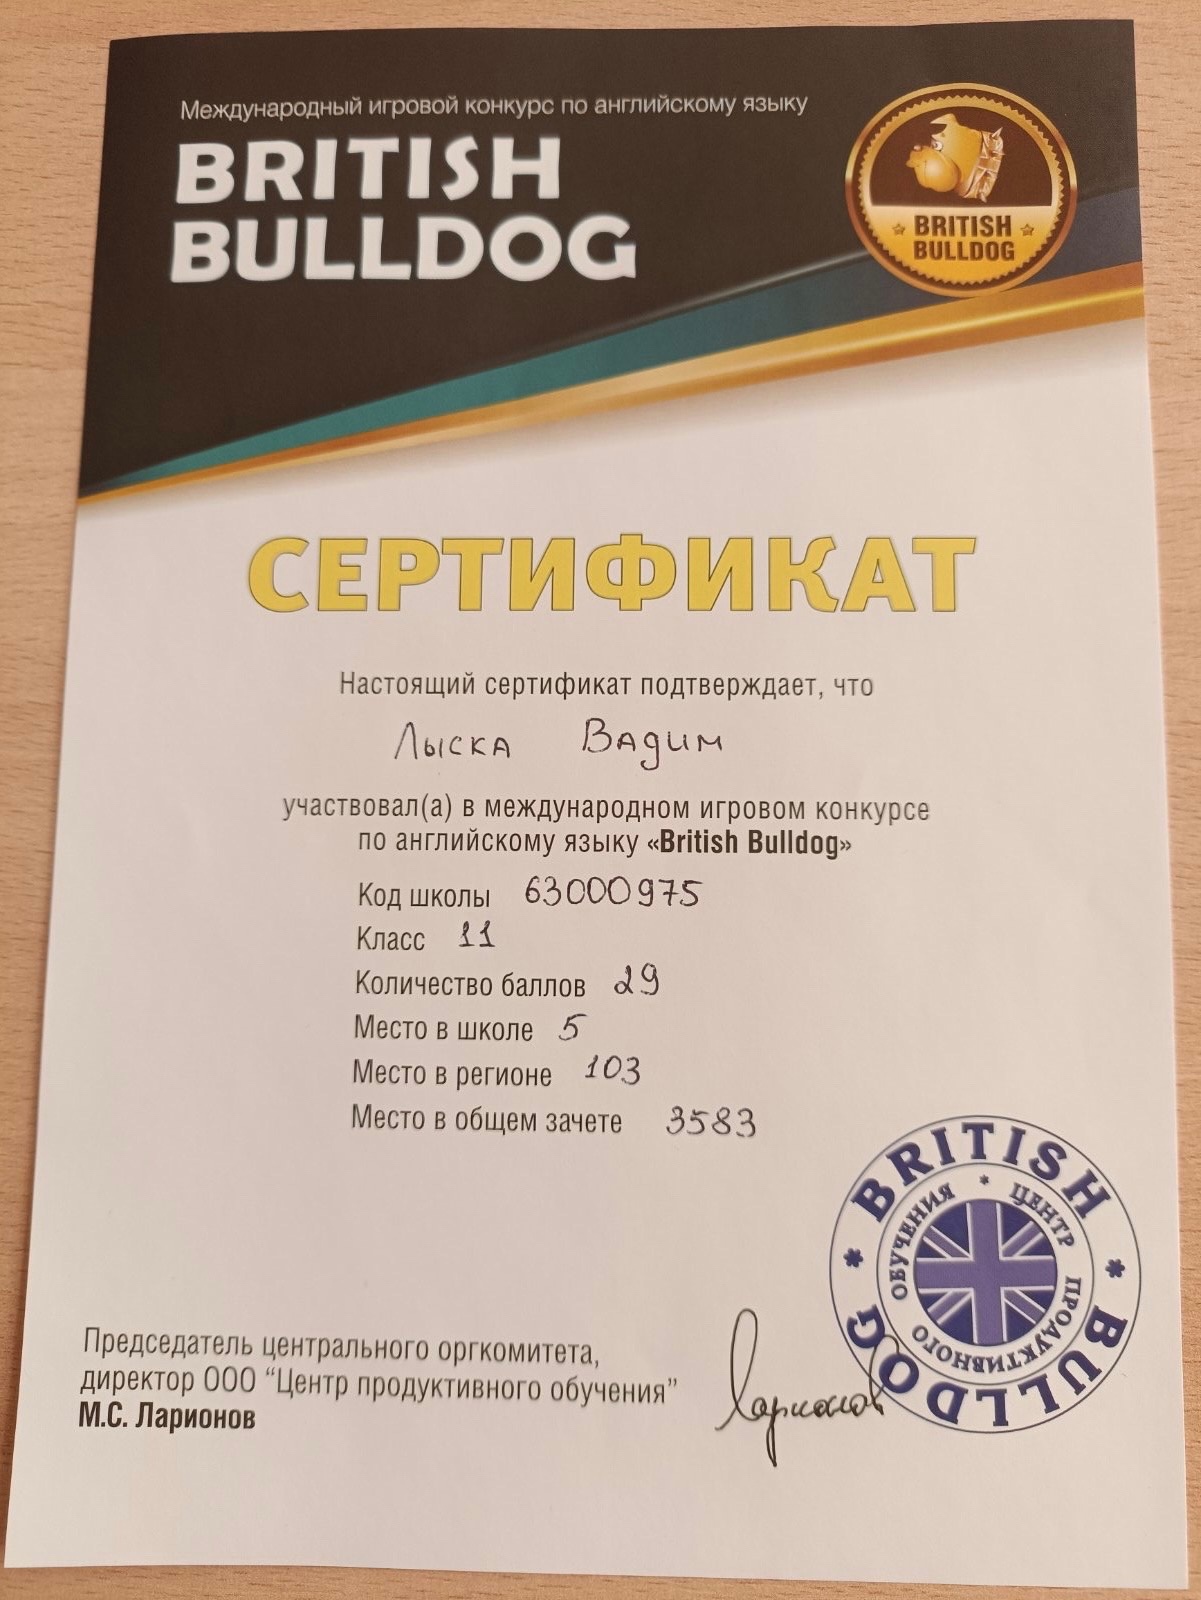 Международный игровой конкурс по английскому языку
BRITISH
BULLDOG
BRITISH
BULLDOG
СЕРТИФИКАТ
Настоящий сертификат подтверждает, что
Лыска Вадим
участвовал(а) в международном игровом конкурсе
по английскому языку «British Bulldog»
Код школы 63000975
Класс 11
Количество баллов 29
Место в школе 5
Место в регионе 103
Место в общем зачете 3583
Председатель центрального оргкомитета,
директор ООО "Центр продуктивного обучения"
М.С. Ларионов
Ларионов
BRITISH * BULLDOG *
* ЦЕНТР ПРОДУКТИВНОГО ОБУЧЕНИЯ